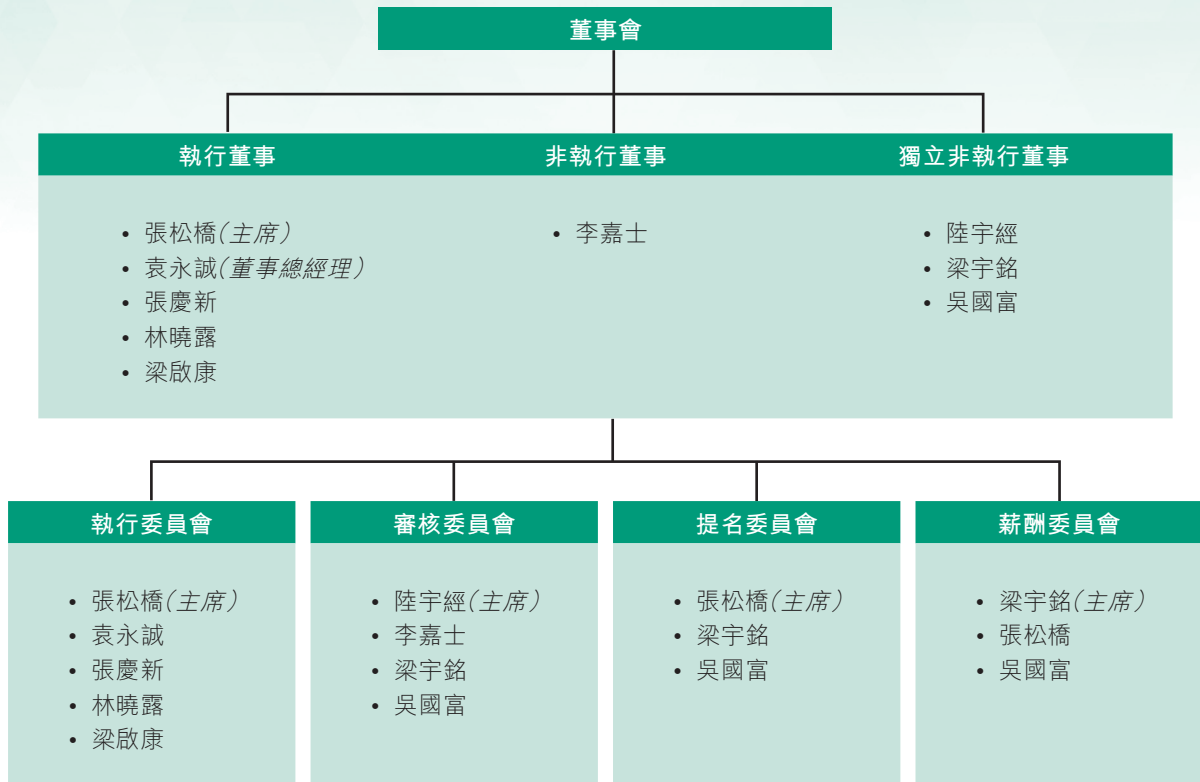 董事會
執行董事
非執行董事
獨立非執行董事
• 張松橋(主席)
• 袁永誠(董事總經理)
• 張慶新
• 林曉露
• 梁啟康
• 李嘉士
• 陸宇經
• 梁宇銘
• 吳國富
執行委員會
• 張松橋(主席)
• 袁永誠
• 張慶新
• 林曉露
• 梁啟康
審核委員會
• 陸宇經(主席)
• 李嘉士
• 梁宇銘
• 吳國富
提名委員會
• 張松橋(主席)
• 梁宇銘
• 吳國富
薪酬委員會
• 梁宇銘(主席)
• 張松橋
• 吳國富